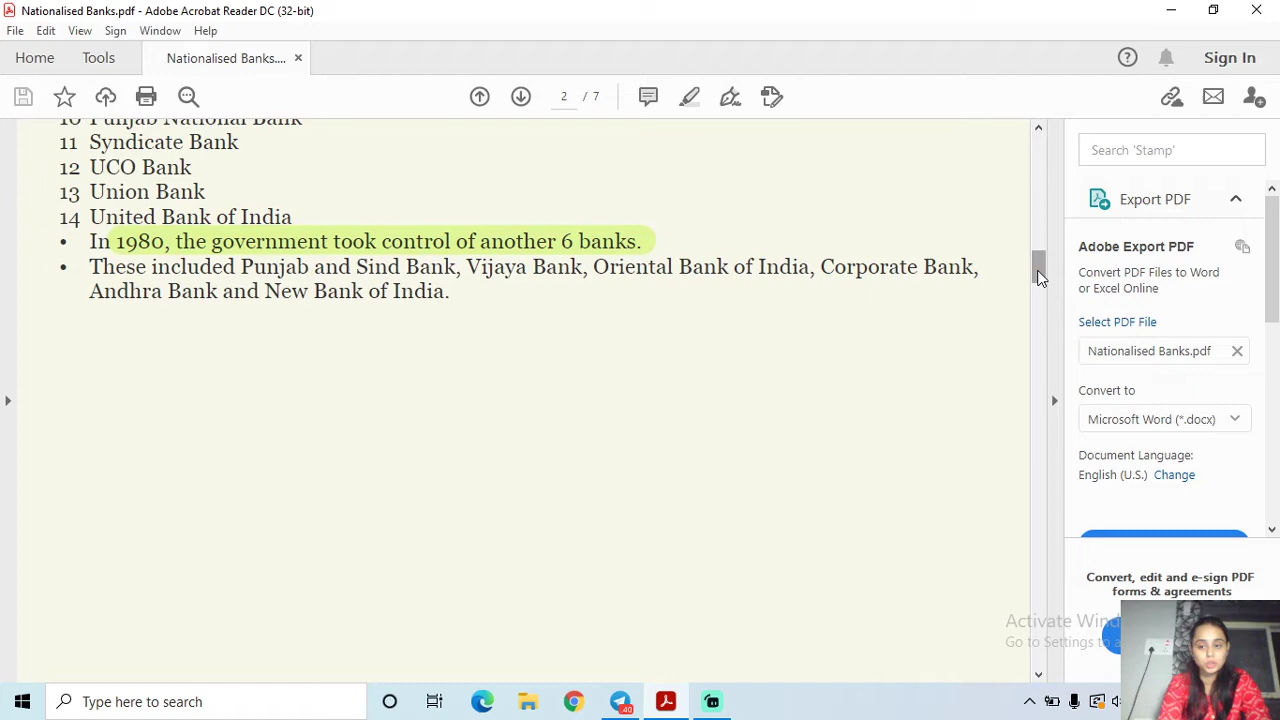 Nationalised Banks.pdf - Adobe Acrobat Reader DC (32-bit)
File Edit View Sign Window Help
Home Tools Nationalised Banks.... Sign In
2 / 7
10 Punjab National Bank
11 Syndicate Bank
12 UCO Bank
13 Union Bank
14 United Bank of India
• In 1980, the government took control of another 6 banks.
• These included Punjab and Sind Bank, Vijaya Bank, Oriental Bank of India, Corporate Bank,
Andhra Bank and New Bank of India.
Search 'Stamp'
Export PDF
Adobe Export PDF
Convert PDF Files to Word
or Excel Online
Select PDF File
Nationalised Banks.pdf
Convert to
Microsoft Word (*.docx)
Document Language:
English (U.S.) Change
Convert, edit and e-sign PDF
forms & agreements
Activate Wind
Go to Settings to a
Type here to search
40